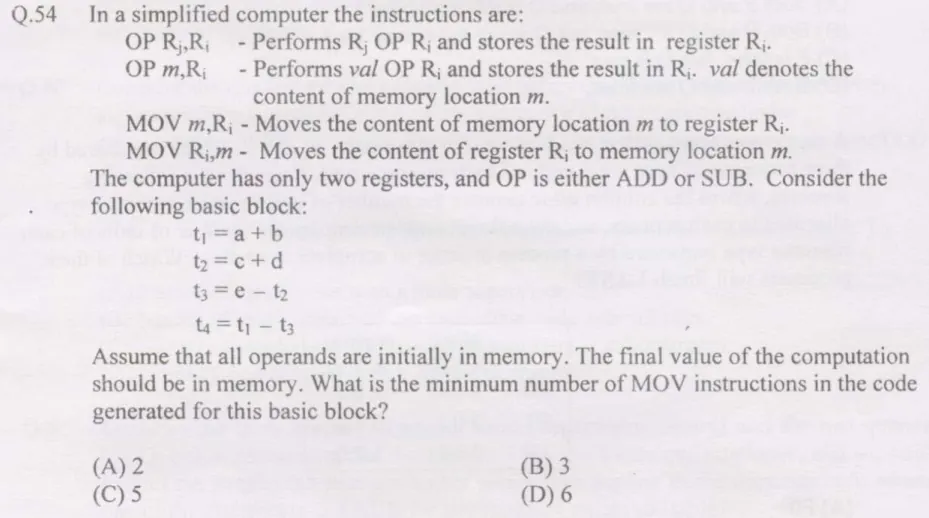 Q.54 In a simplified computer the instructions are:
OP Rj,Ri - Performs Rj OP Ri and stores the result in register Ri.
OP m,Ri - Performs val OP Ri and stores the result in Ri. val denotes the
content of memory location m.
MOV m,Ri - Moves the content of memory location m to register Ri.
MOV Ri,m - Moves the content of register Ri to memory location m.
The computer has only two registers, and OP is either ADD or SUB. Consider the
following basic block:
t1 = a + b
t2 = c + d
t3 = e – t2
t4 = t1 – t3
Assume that all operands are initially in memory. The final value of the computation
should be in memory. What is the minimum number of MOV instructions in the code
generated for this basic block?
(A) 2 (B) 3
(C) 5 (D) 6